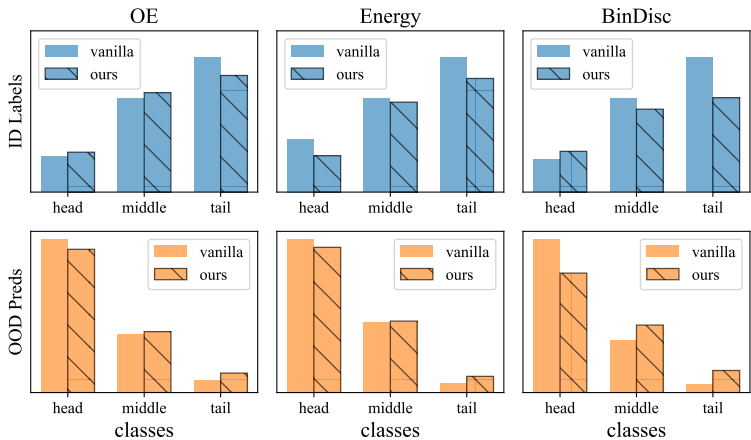 OE
Energy
BinDisc
ID Labels
vanilla
ours
head middle tail
vanilla
ours
head middle tail
vanilla
ours
head middle tail
OOD Preds
vanilla
ours
head middle tail
classes
vanilla
ours
head middle tail
classes
vanilla
ours
head middle tail
classes